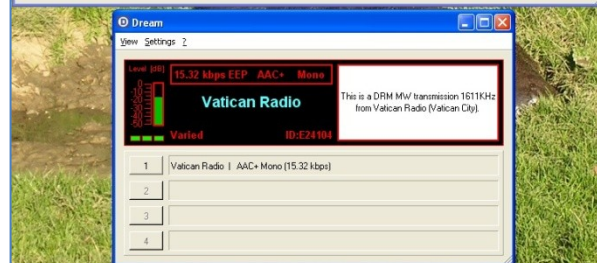 Dream
View Settings ?
Level [dB]
15.32 kbps EEP AAC+ Mono
Vatican Radio
Varied ID:E24104
This is a DRM MW transmission 1611KHz
from Vatican Radio (Vatican City).
1 Vatican Radio | AAC+ Mono (15.32 kbps)
2
3
4